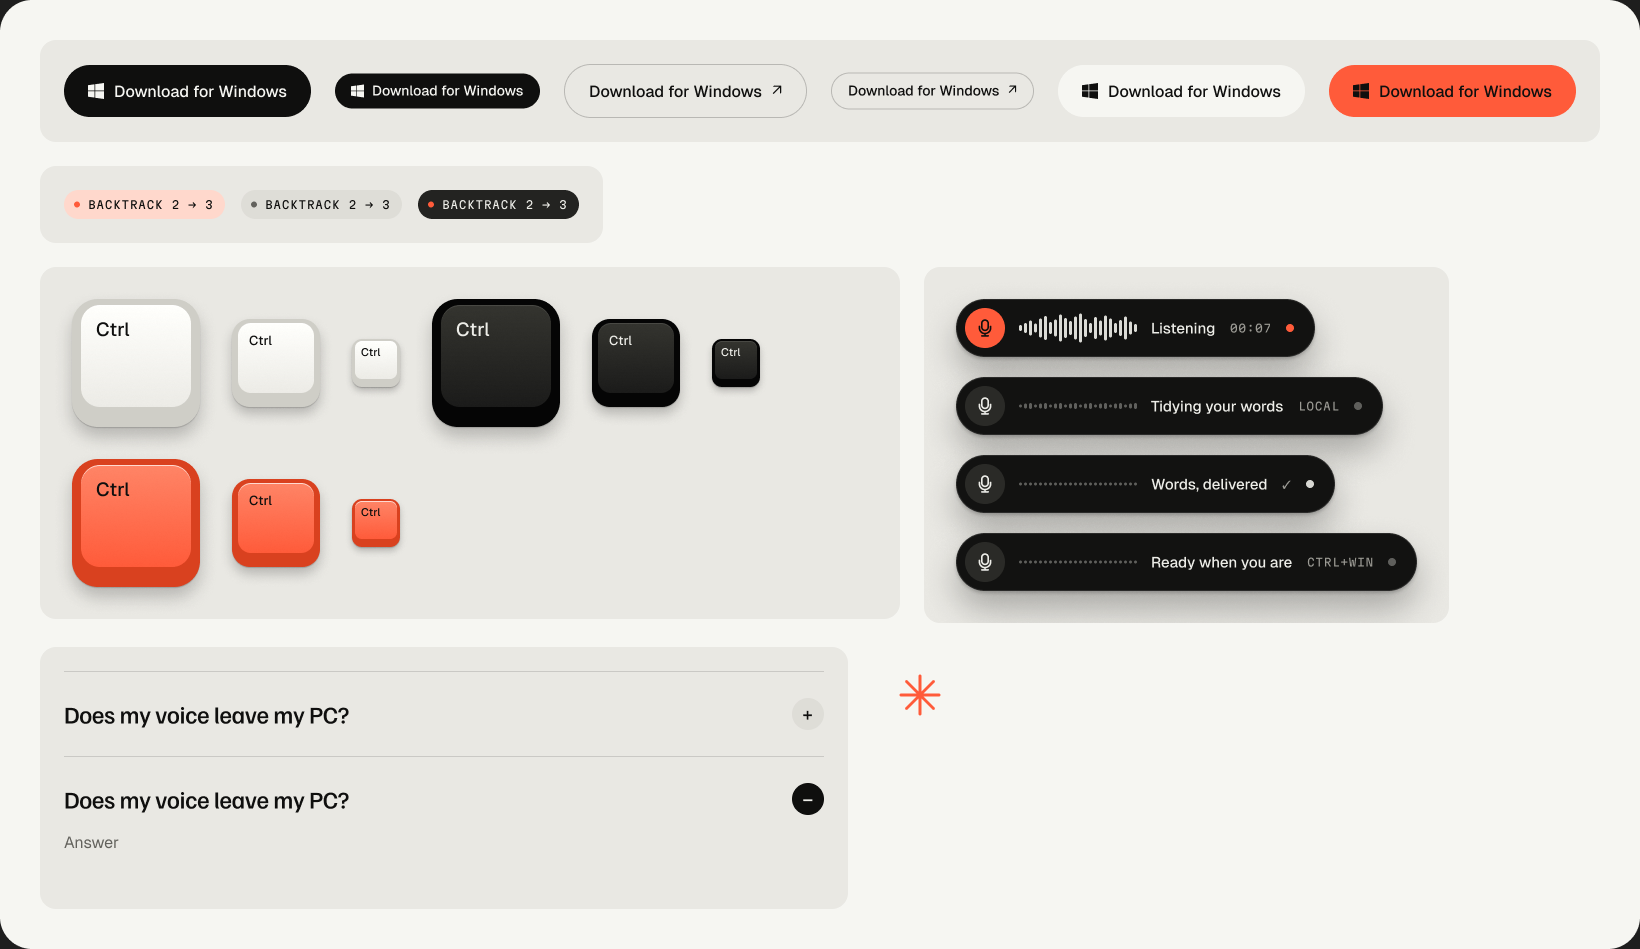 Download for Windows
Download for Windows
Download for Windows ↗
Download for Windows ↗
Download for Windows
Download for Windows
BACKTRACK 2 → 3
BACKTRACK 2 → 3
BACKTRACK 2 → 3
Ctrl
Ctrl
Ctrl
Ctrl
Ctrl
Ctrl
Ctrl
Ctrl
Ctrl
Listening 00:07
Tidying your words LOCAL
Words, delivered ✓
Ready when you are CTRL+WIN
Does my voice leave my PC? +
Does my voice leave my PC? −
Answer